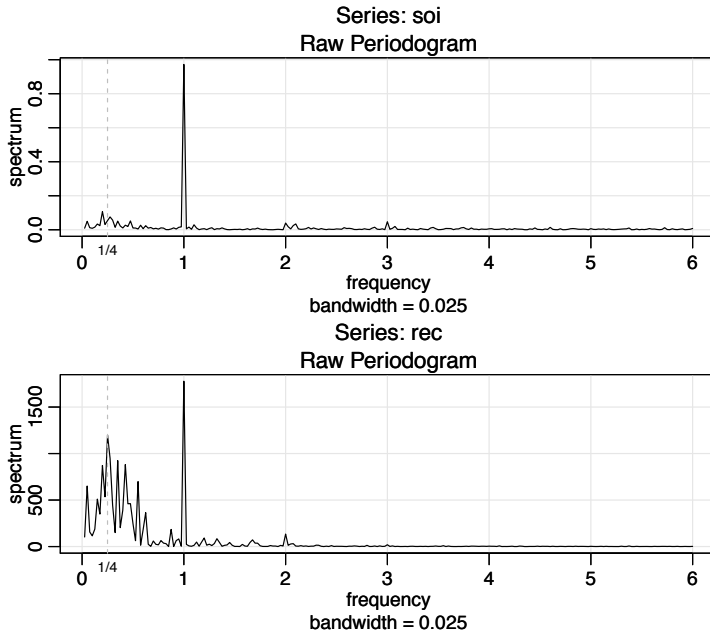 Series: soi
Raw Periodogram
spectrum
0.0 0.4 0.8
0 1 2 3 4 5 6
1/4
frequency
bandwidth = 0.025
Series: rec
Raw Periodogram
spectrum
0 500 1500
0 1 2 3 4 5 6
1/4
frequency
bandwidth = 0.025